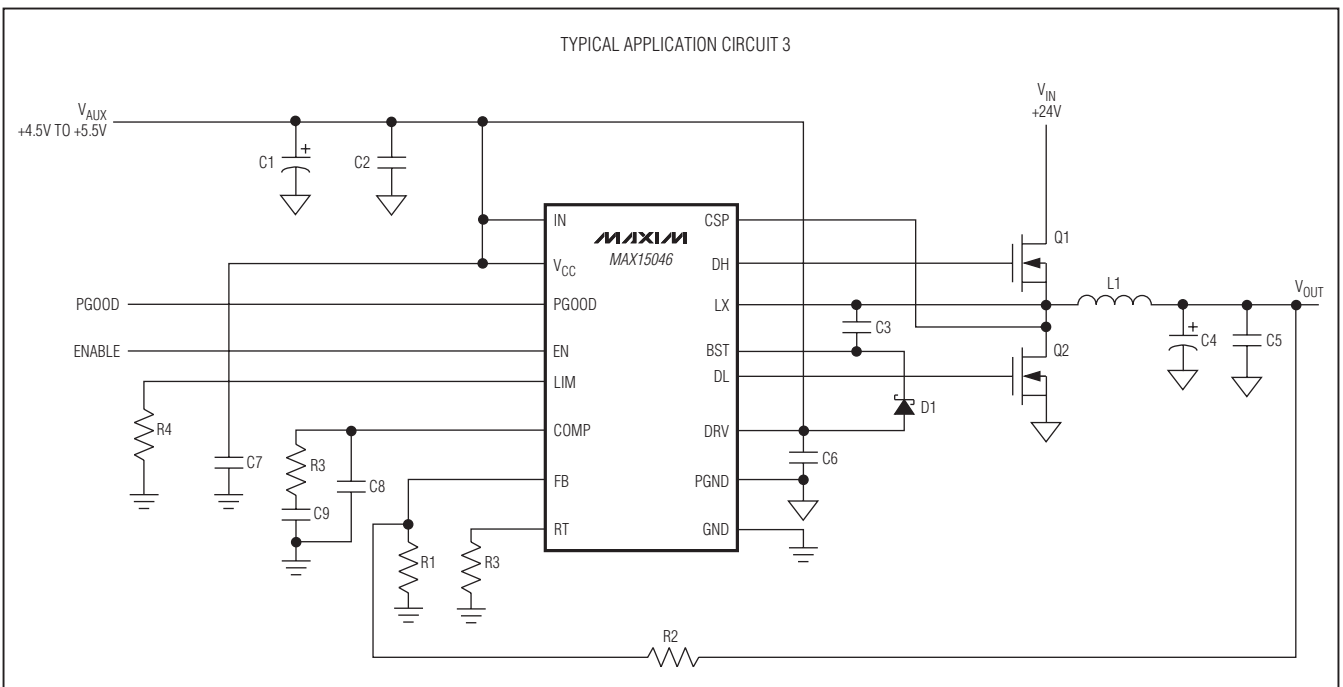 TYPICAL APPLICATION CIRCUIT 3
VAUX
+4.5V TO +5.5V
VIN
+24V
C1
+
C2
IN
CSP
MAXIM
MAX15046
Q1
VCC
DH
L1
PGOOD
PGOOD
LX
VOUT
C3
+
C4
C5
ENABLE
EN
BST
Q2
LIM
DL
D1
R4
COMP
DRV
C7
R3
C8
C6
FB
PGND
C9
RT
GND
R1
R3
R2